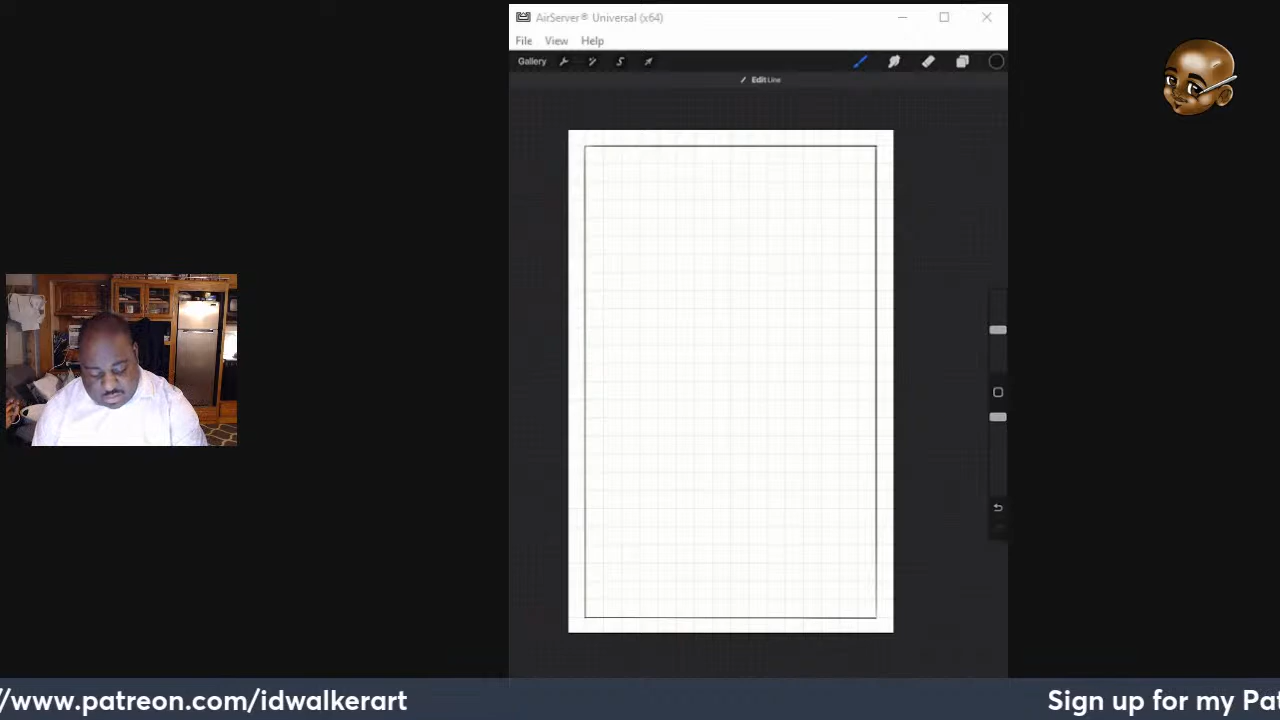 AirServer® Universal (x64)
File View Help
Gallery
Edit Line
//www.patreon.com/idwalkerart
Sign up for my Pat